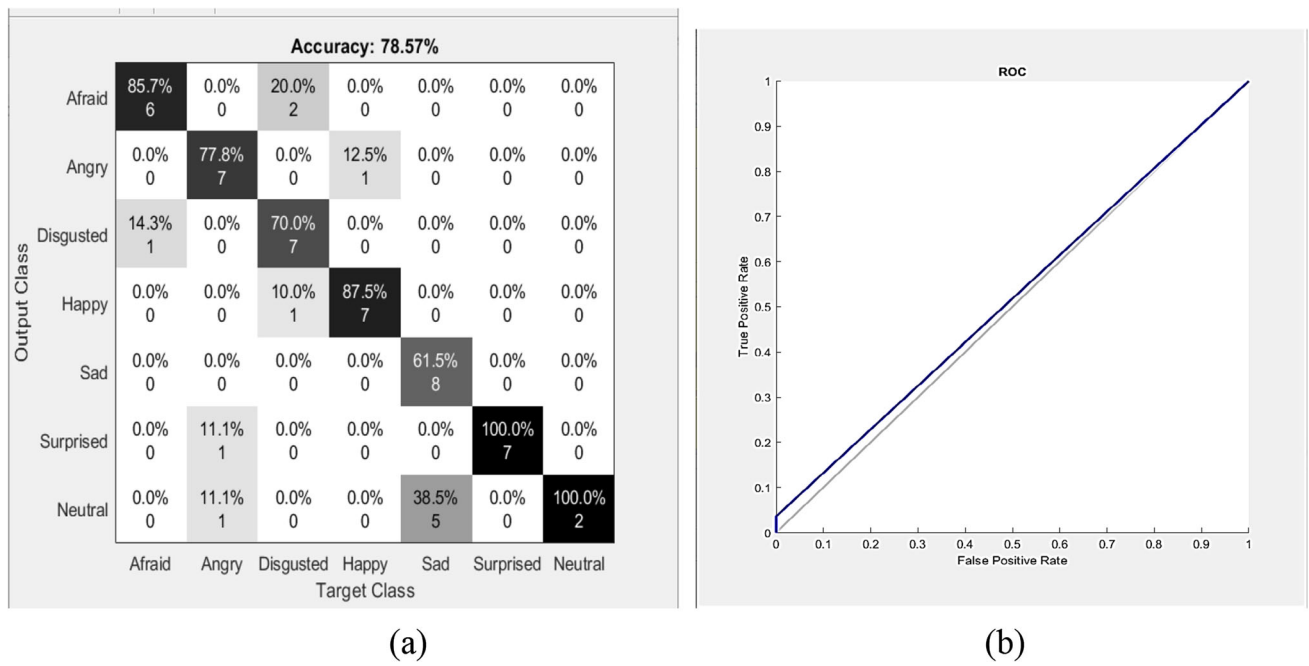 Accuracy: 78.57%
Output Class
Afraid 85.7% 0.0% 20.0% 0.0% 0.0% 0.0% 0.0%
6 0 2 0 0 0 0
Angry 0.0% 77.8% 0.0% 12.5% 0.0% 0.0% 0.0%
0 7 0 1 0 0 0
Disgusted 14.3% 0.0% 70.0% 0.0% 0.0% 0.0% 0.0%
1 0 7 0 0 0 0
Happy 0.0% 0.0% 10.0% 87.5% 0.0% 0.0% 0.0%
0 0 1 7 0 0 0
Sad 0.0% 0.0% 0.0% 0.0% 61.5% 0.0% 0.0%
0 0 0 0 8 0 0
Surprised 0.0% 11.1% 0.0% 0.0% 0.0% 100.0% 0.0%
0 1 0 0 0 7 0
Neutral 0.0% 11.1% 0.0% 0.0% 38.5% 0.0% 100.0%
0 1 0 0 5 0 2
Afraid Angry Disgusted Happy Sad Surprised Neutral
Target Class
(a)
ROC
True Positive Rate
1
0.9
0.8
0.7
0.6
0.5
0.4
0.3
0.2
0.1
0
0 0.1 0.2 0.3 0.4 0.5 0.6 0.7 0.8 0.9 1
False Positive Rate
(b)